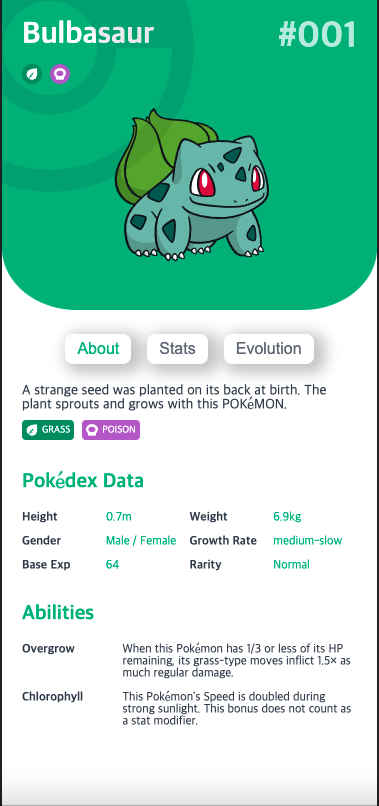 Bulbasaur #001
About Stats Evolution
A strange seed was planted on its back at birth. The
plant sprouts and grows with this POKéMON.
GRASS POISON
Pokédex Data
Height 0.7m Weight 6.9kg
Gender Male / Female Growth Rate medium-slow
Base Exp 64 Rarity Normal
Abilities
Overgrow When this Pokémon has 1/3 or less of its HP
remaining, its grass-type moves inflict 1.5× as
much regular damage.
Chlorophyll This Pokémon's Speed is doubled during
strong sunlight. This bonus does not count as
a stat modifier.